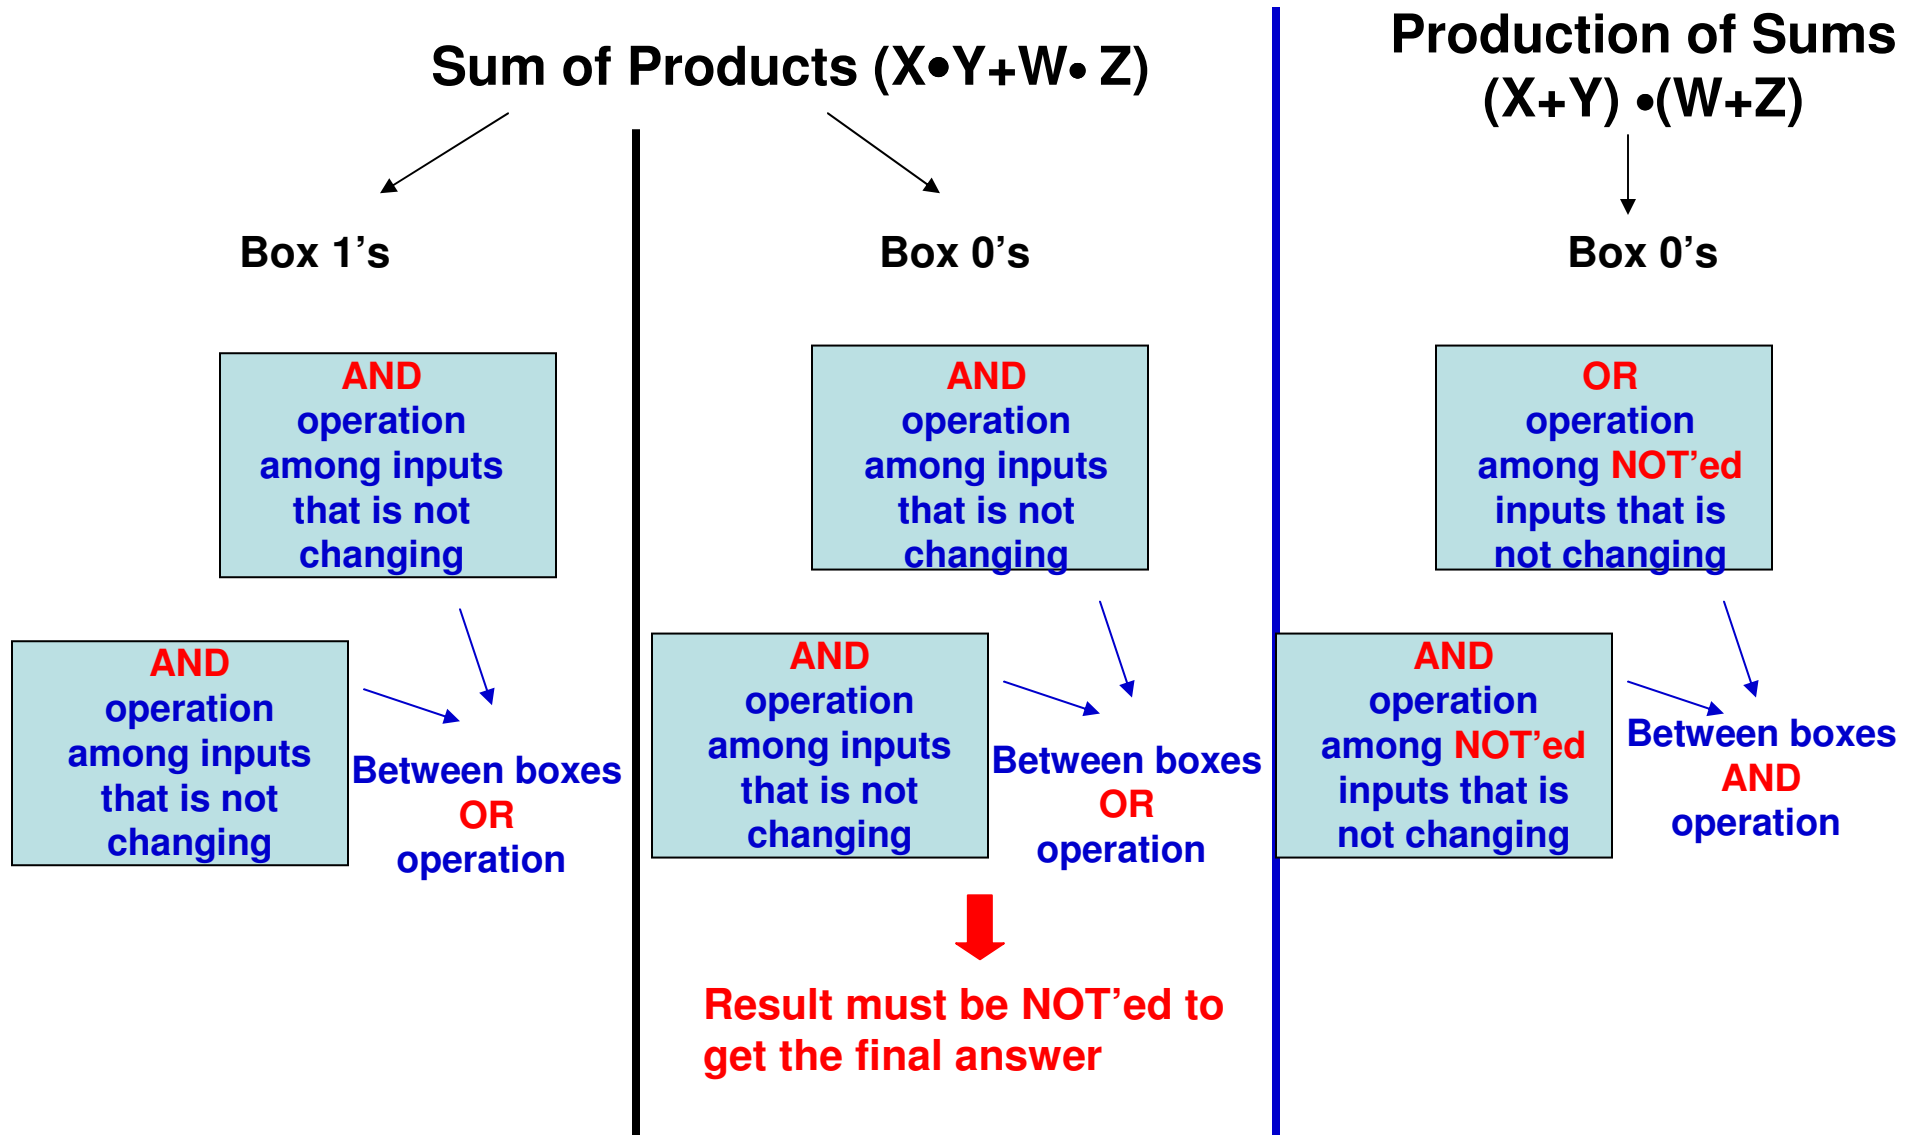 Sum of Products (X•Y+W• Z)
Box 1's
AND
operation
among inputs
that is not
changing
AND
operation
among inputs
that is not
changing
Between boxes
OR
operation
Box 0's
AND
operation
among inputs
that is not
changing
AND
operation
among inputs
that is not
changing
Between boxes
OR
operation
Result must be NOT'ed to
get the final answer
Production of Sums
(X+Y) •(W+Z)
Box 0's
OR
operation
among NOT'ed
inputs that is
not changing
AND
operation
among NOT'ed
inputs that is
not changing
Between boxes
AND
operation